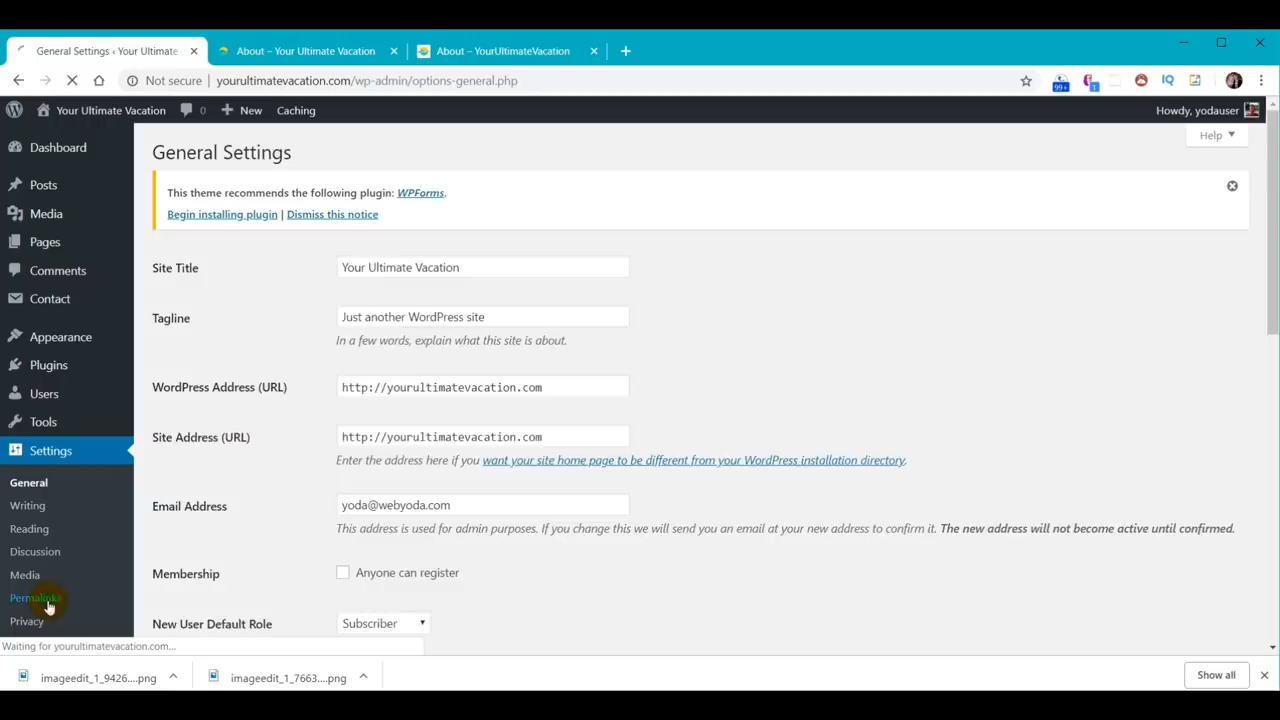 General Settings ‹ Your Ultimate
About – Your Ultimate Vacation
About – YourUltimateVacation
Not secure | yourultimatevacation.com/wp-admin/options-general.php
99+
1
IQ
Your Ultimate Vacation
0
New
Caching
Howdy, yodauser
Help
Dashboard
Posts
Media
Pages
Comments
Contact
Appearance
Plugins
Users
Tools
Settings
General
Writing
Reading
Discussion
Media
Permalinks
Privacy
General Settings
This theme recommends the following plugin: WPForms.
Begin installing plugin | Dismiss this notice
Site Title
Your Ultimate Vacation
Tagline
Just another WordPress site
In a few words, explain what this site is about.
WordPress Address (URL)
http://yourultimatevacation.com
Site Address (URL)
http://yourultimatevacation.com
Enter the address here if you want your site home page to be different from your WordPress installation directory.
Email Address
yoda@webyoda.com
This address is used for admin purposes. If you change this we will send you an email at your new address to confirm it. The new address will not become active until confirmed.
Membership
Anyone can register
New User Default Role
Subscriber
Waiting for yourultimatevacation.com...
imageedit_1_9426....png
imageedit_1_7663....png
Show all